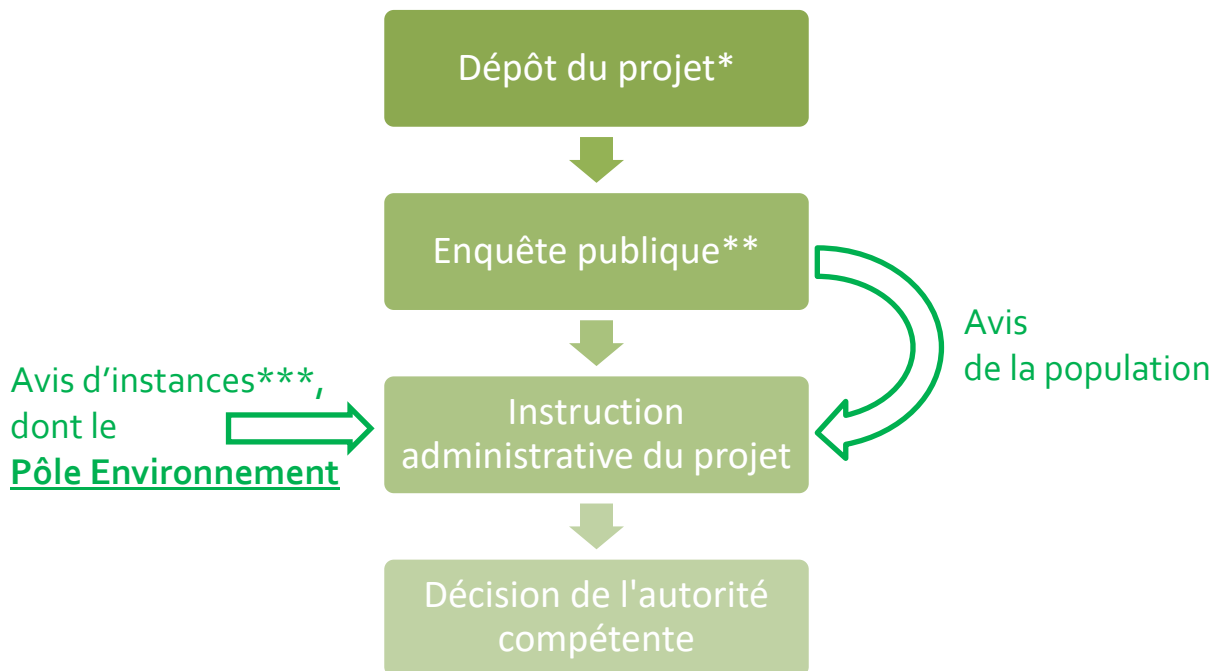 Dépôt du projet*
Enquête publique**
Avis
de la population
Avis d’instances***,
dont le
Pôle Environnement
Instruction
administrative du projet
Décision de l'autorité
compétente